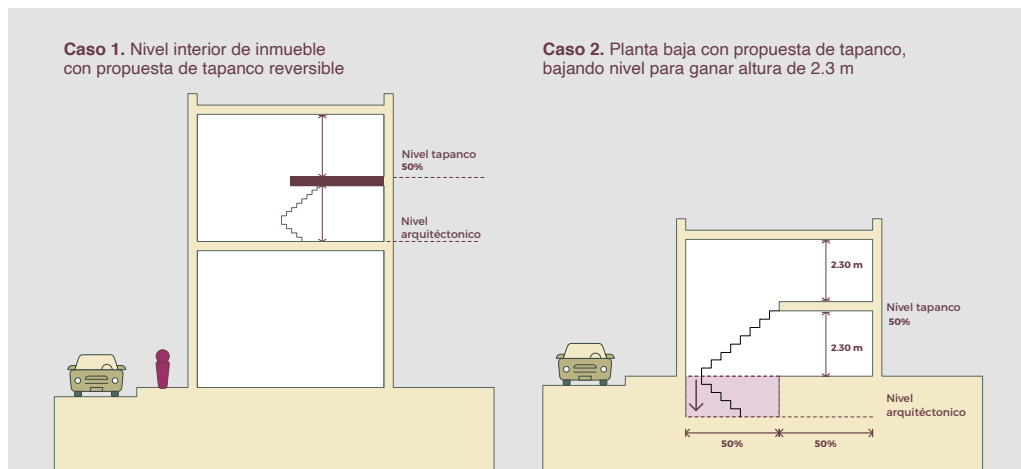 Caso 1. Nivel interior de inmueble
con propuesta de tapanco reversible
Nivel tapanco
50%
Nivel
arquitéctonico
Caso 2. Planta baja con propuesta de tapanco,
bajando nivel para ganar altura de 2.3 m
2.30 m
Nivel tapanco
50%
2.30 m
Nivel
arquitéctonico
50%
50%